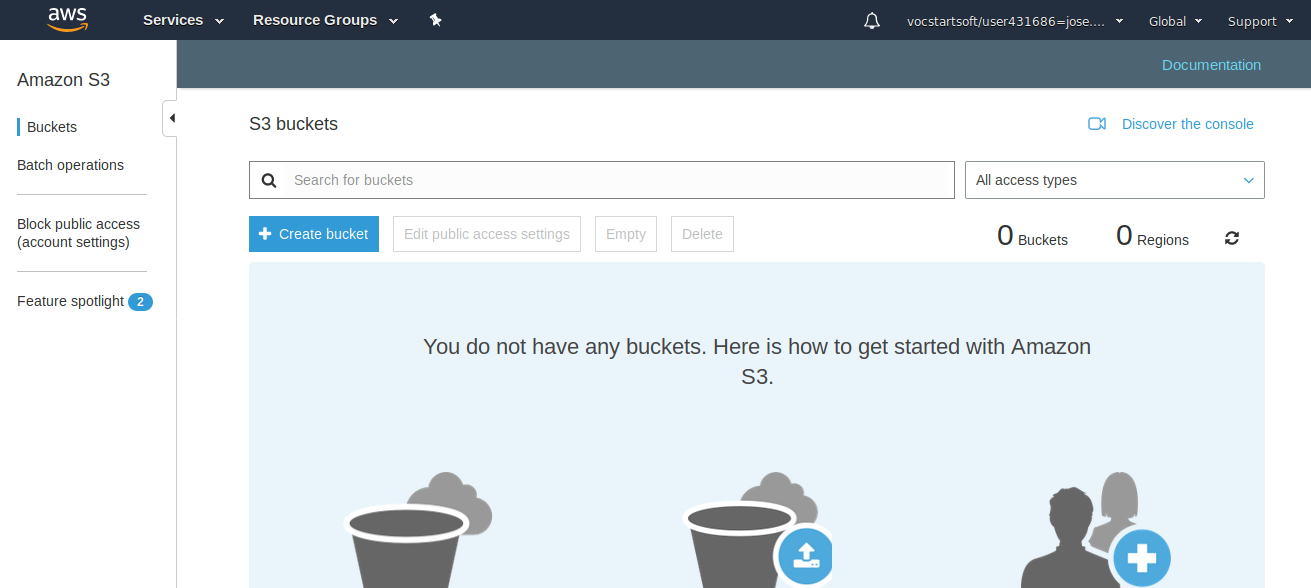 aws Services Resource Groups vocstartsoft/user431686=jose.... Global Support
Documentation
Amazon S3
Buckets
Batch operations
Block public access
(account settings)
Feature spotlight 2
S3 buckets
Discover the console
Search for buckets
All access types
Create bucket Edit public access settings Empty Delete
0 Buckets 0 Regions
You do not have any buckets. Here is how to get started with Amazon
S3.